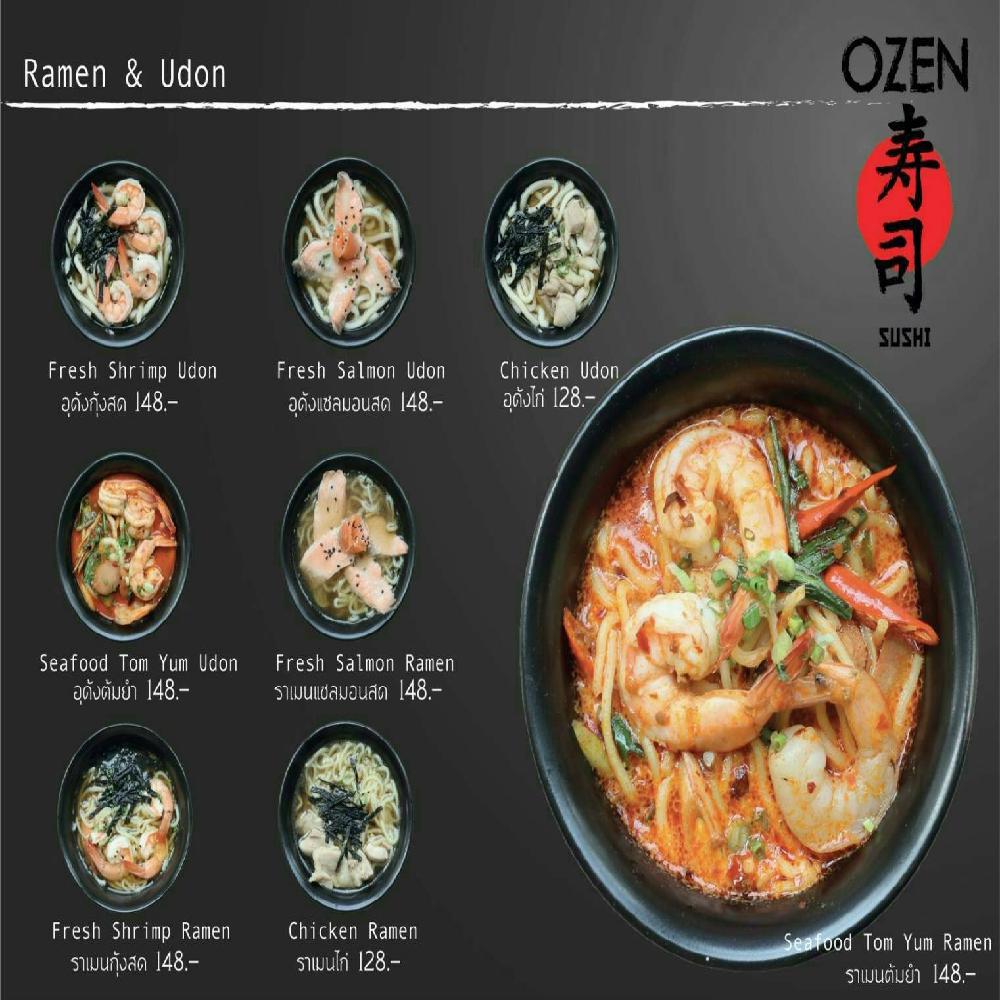 Ramen & Udon
OZEN
寿
司
SUSHI
Fresh Shrimp Udon
อุด้งกุ้งสด 148.-
Fresh Salmon Udon
อุด้งแซลมอนสด 148.-
Chicken Udon
อุด้งไก่ 128.-
Seafood Tom Yum Udon
อุด้งต้มยำ 148.-
Fresh Salmon Ramen
ราเมนแซลมอนสด 148.-
Fresh Shrimp Ramen
ราเมนกุ้งสด 148.-
Chicken Ramen
ราเมนไก่ 128.-
Seafood Tom Yum Ramen
ราเมนต้มยำ 148.-